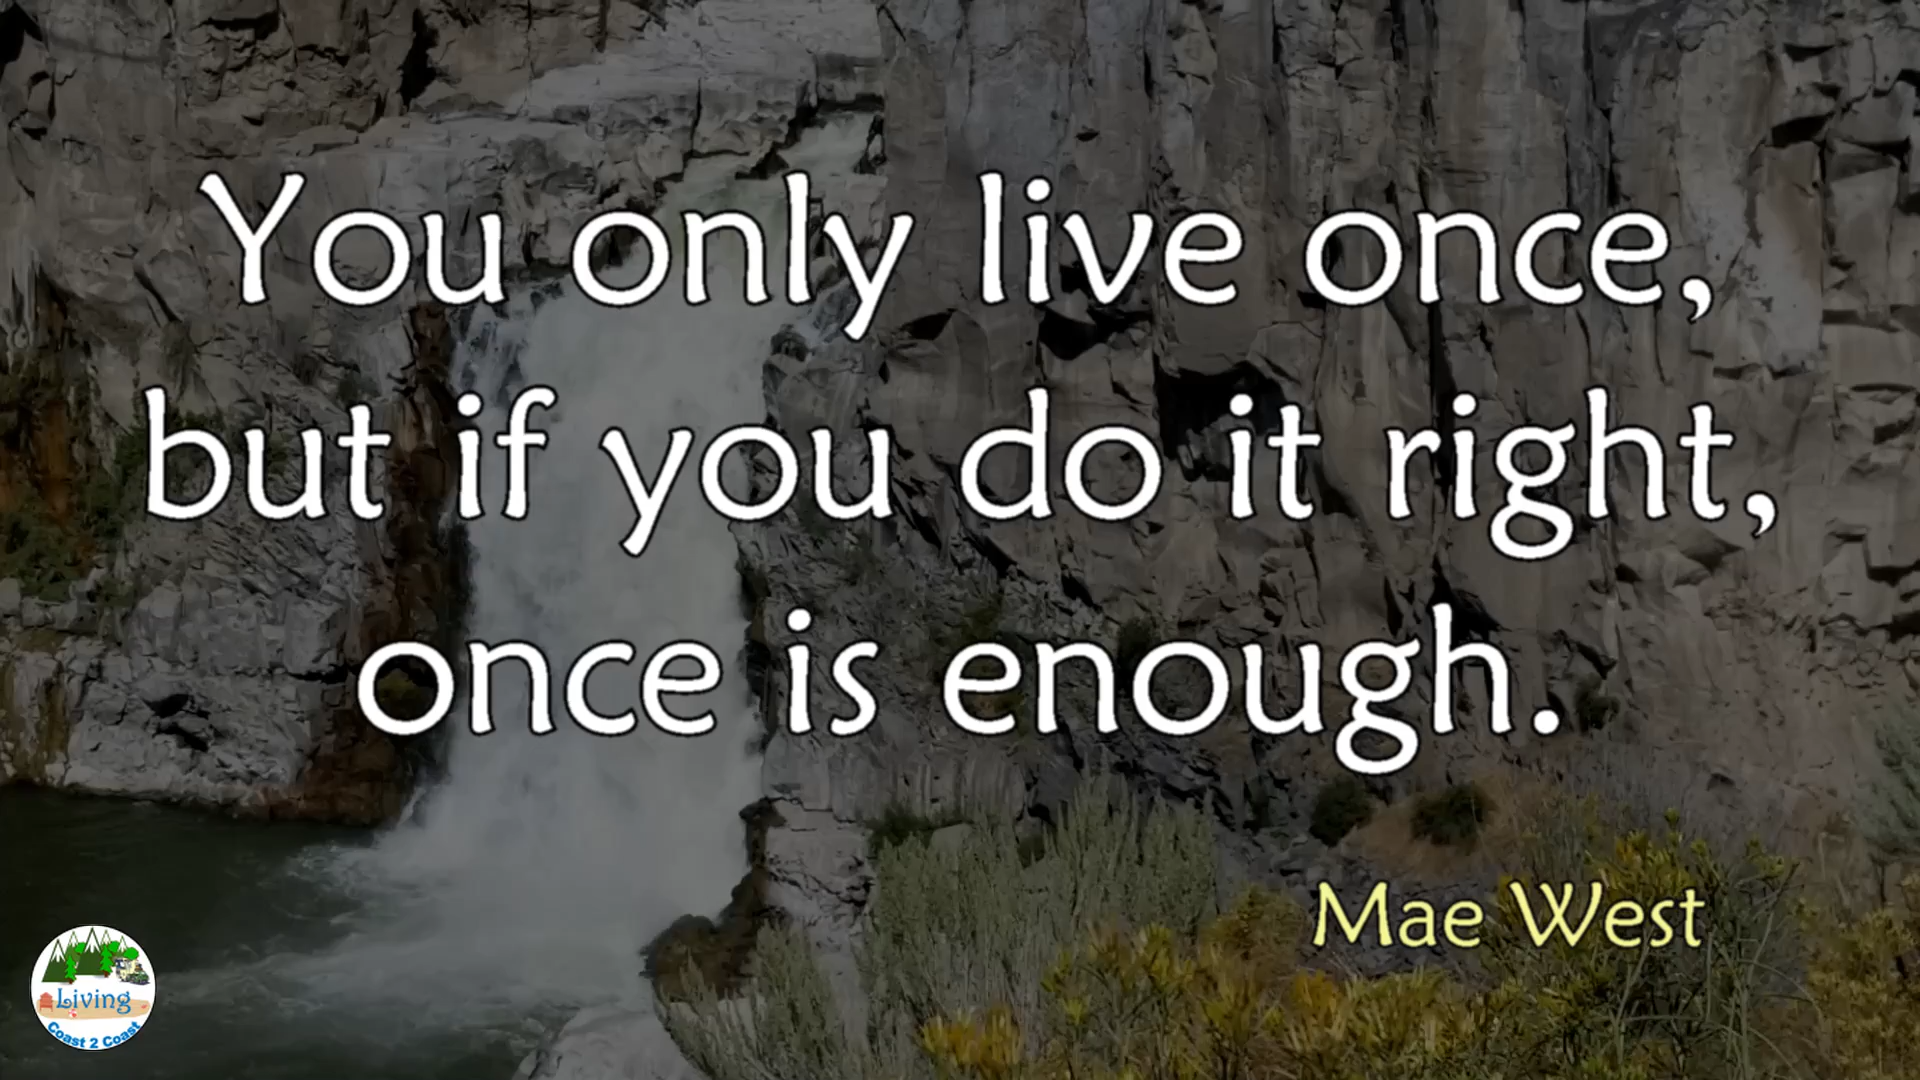 You only live once,
but if you do it right,
once is enough.
Mae West
Living
Coast 2 Coast